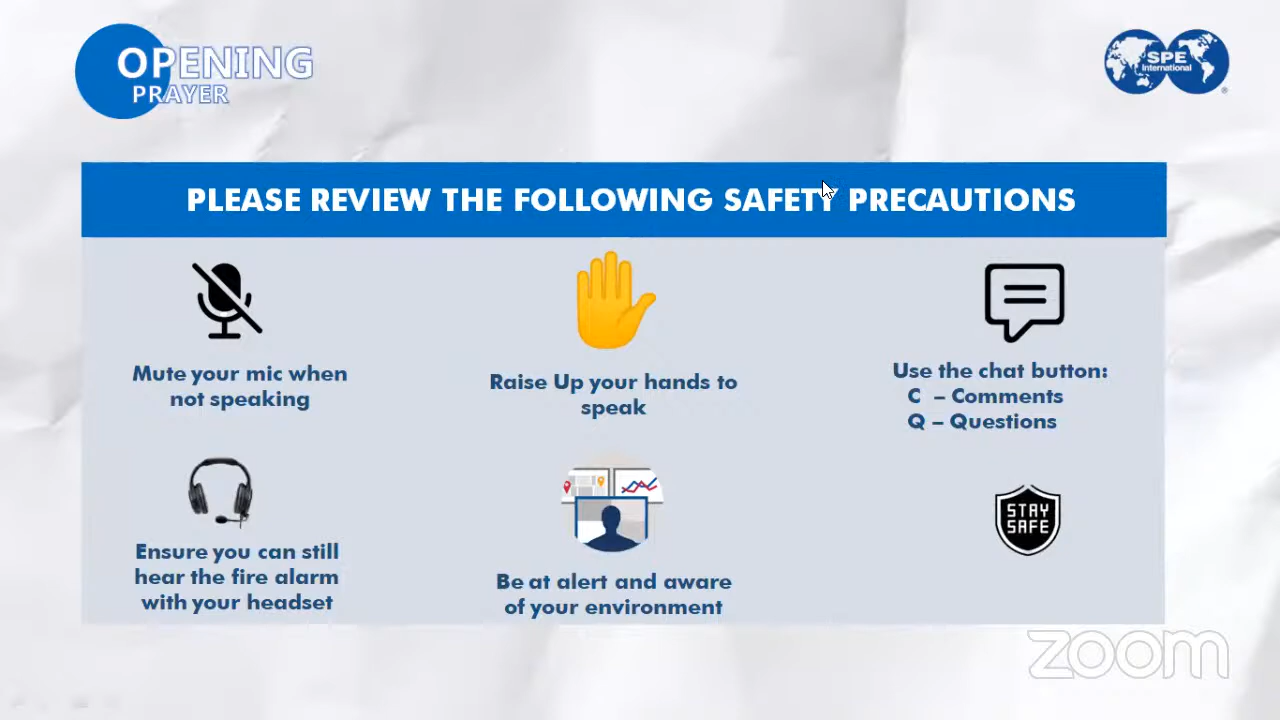 OPENING
PRAYER
SPE
International
®
PLEASE REVIEW THE FOLLOWING SAFETY PRECAUTIONS
Mute your mic when
not speaking
Raise Up your hands to
speak
Use the chat button:
C – Comments
Q – Questions
STAY
SAFE
Ensure you can still
hear the fire alarm
with your headset
Be at alert and aware
of your environment
zoom